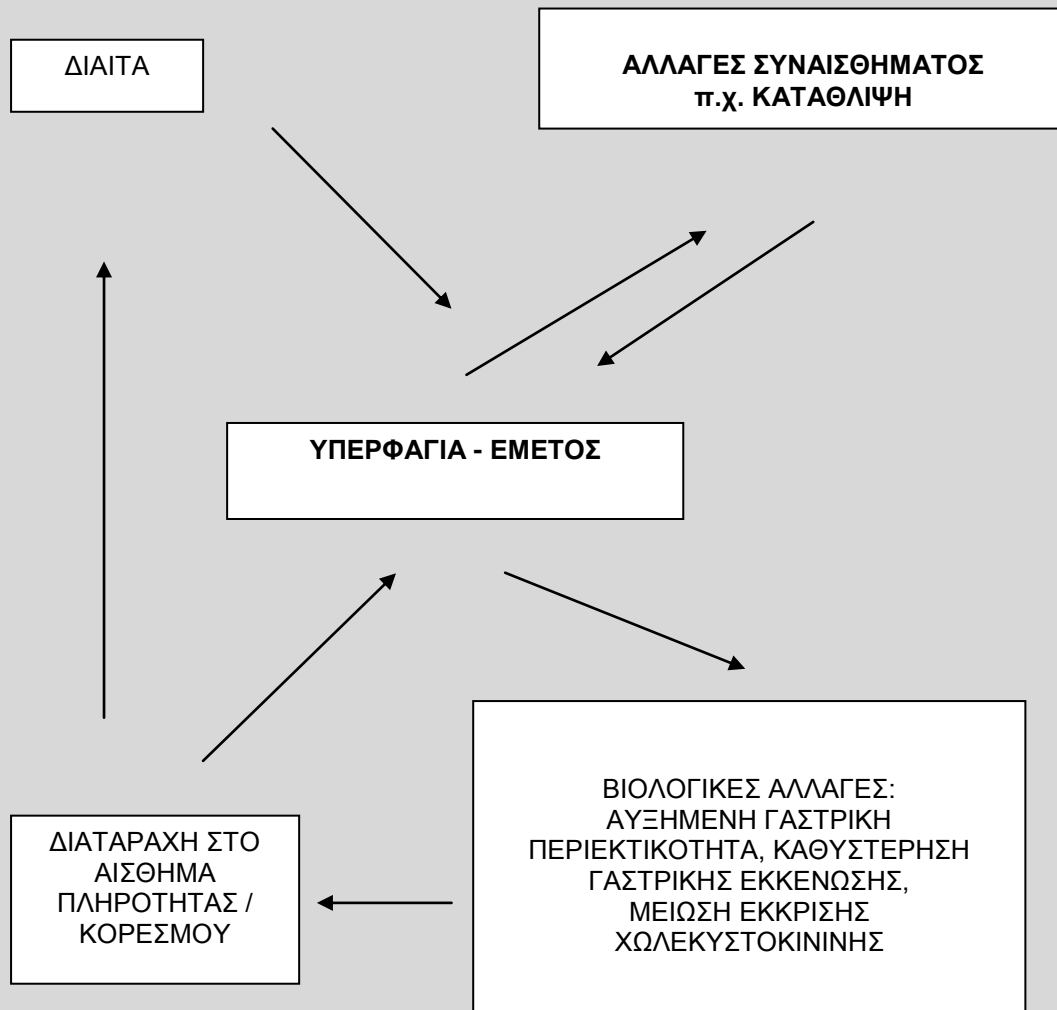 ΔΙΑΙΤΑ
ΑΛΛΑΓΕΣ ΣΥΝΑΙΣΘΗΜΑΤΟΣ
π.χ. ΚΑΤΑΘΛΙΨΗ
ΥΠΕΡΦΑΓΙΑ - ΕΜΕΤΟΣ
ΔΙΑΤΑΡΑΧΗ ΣΤΟ
ΑΙΣΘΗΜΑ
ΠΛΗΡΟΤΗΤΑΣ /
ΚΟΡΕΣΜΟΥ
ΒΙΟΛΟΓΙΚΕΣ ΑΛΛΑΓΕΣ:
ΑΥΞΗΜΕΝΗ ΓΑΣΤΡΙΚΗ
ΠΕΡΙΕΚΤΙΚΟΤΗΤΑ, ΚΑΘΥΣΤΕΡΗΣΗ
ΓΑΣΤΡΙΚΗΣ ΕΚΚΕΝΩΣΗΣ,
ΜΕΙΩΣΗ ΕΚΚΡΙΣΗΣ
ΧΩΛΕΚΥΣΤΟΚΙΝΙΝΗΣ